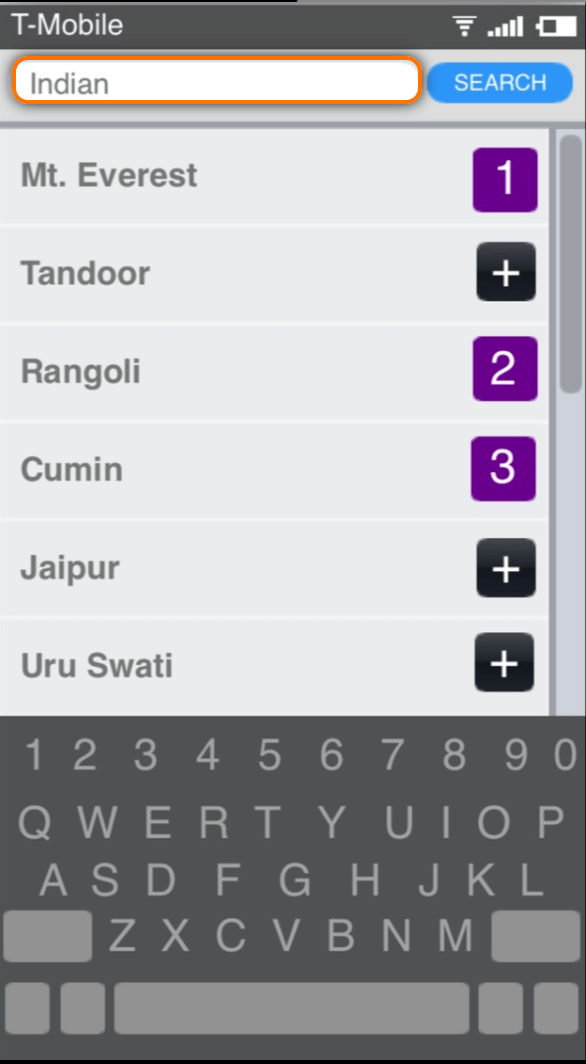 T-Mobile
Indian SEARCH
Mt. Everest 1
Tandoor +
Rangoli 2
Cumin 3
Jaipur +
Uru Swati +
1 2 3 4 5 6 7 8 9 0
Q W E R T Y U I O P
A S D F G H J K L
Z X C V B N M